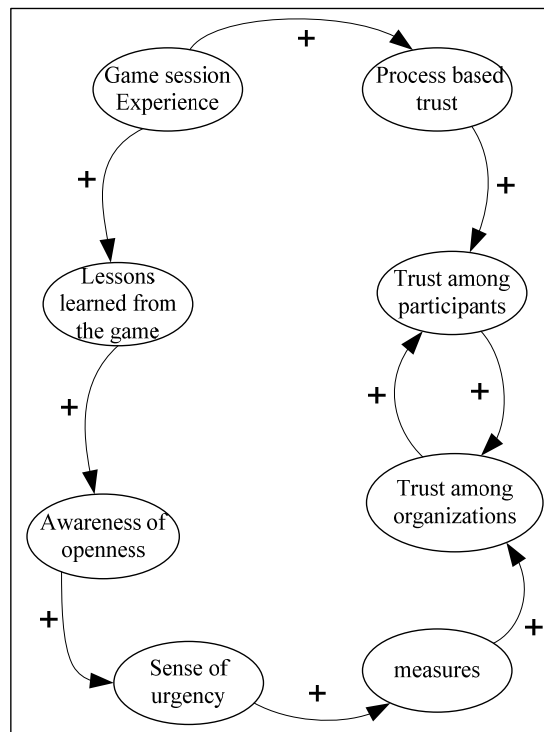 +
Game session
Experience
Process based
trust
+
+
Lessons
learned from
the game
Trust among
participants
+
+
+
Trust among
organizations
Awareness of
openness
+
+
Sense of
urgency
+
measures